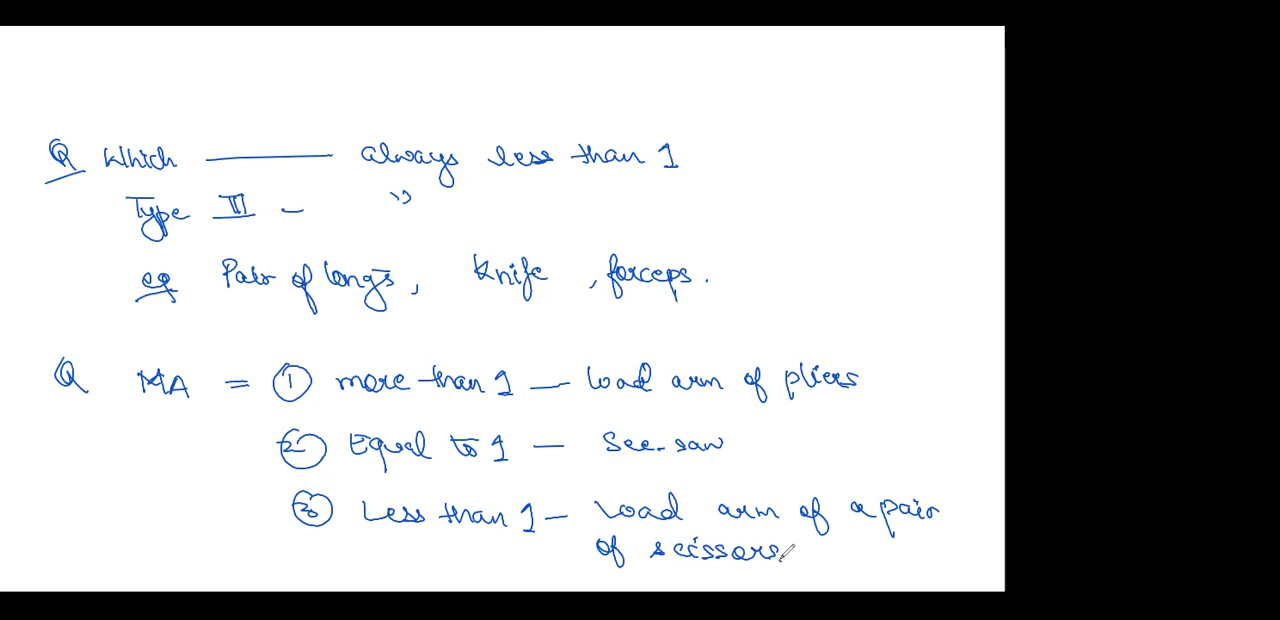 Q Which ——— always less than 1
Type III - "
eg Pair of tongs, Knife, forceps.
Q MA = ① more than 1 — load arm of pliers
② Equal to 1 — See-saw
③ Less than 1 — Load arm of a pair
of scissors